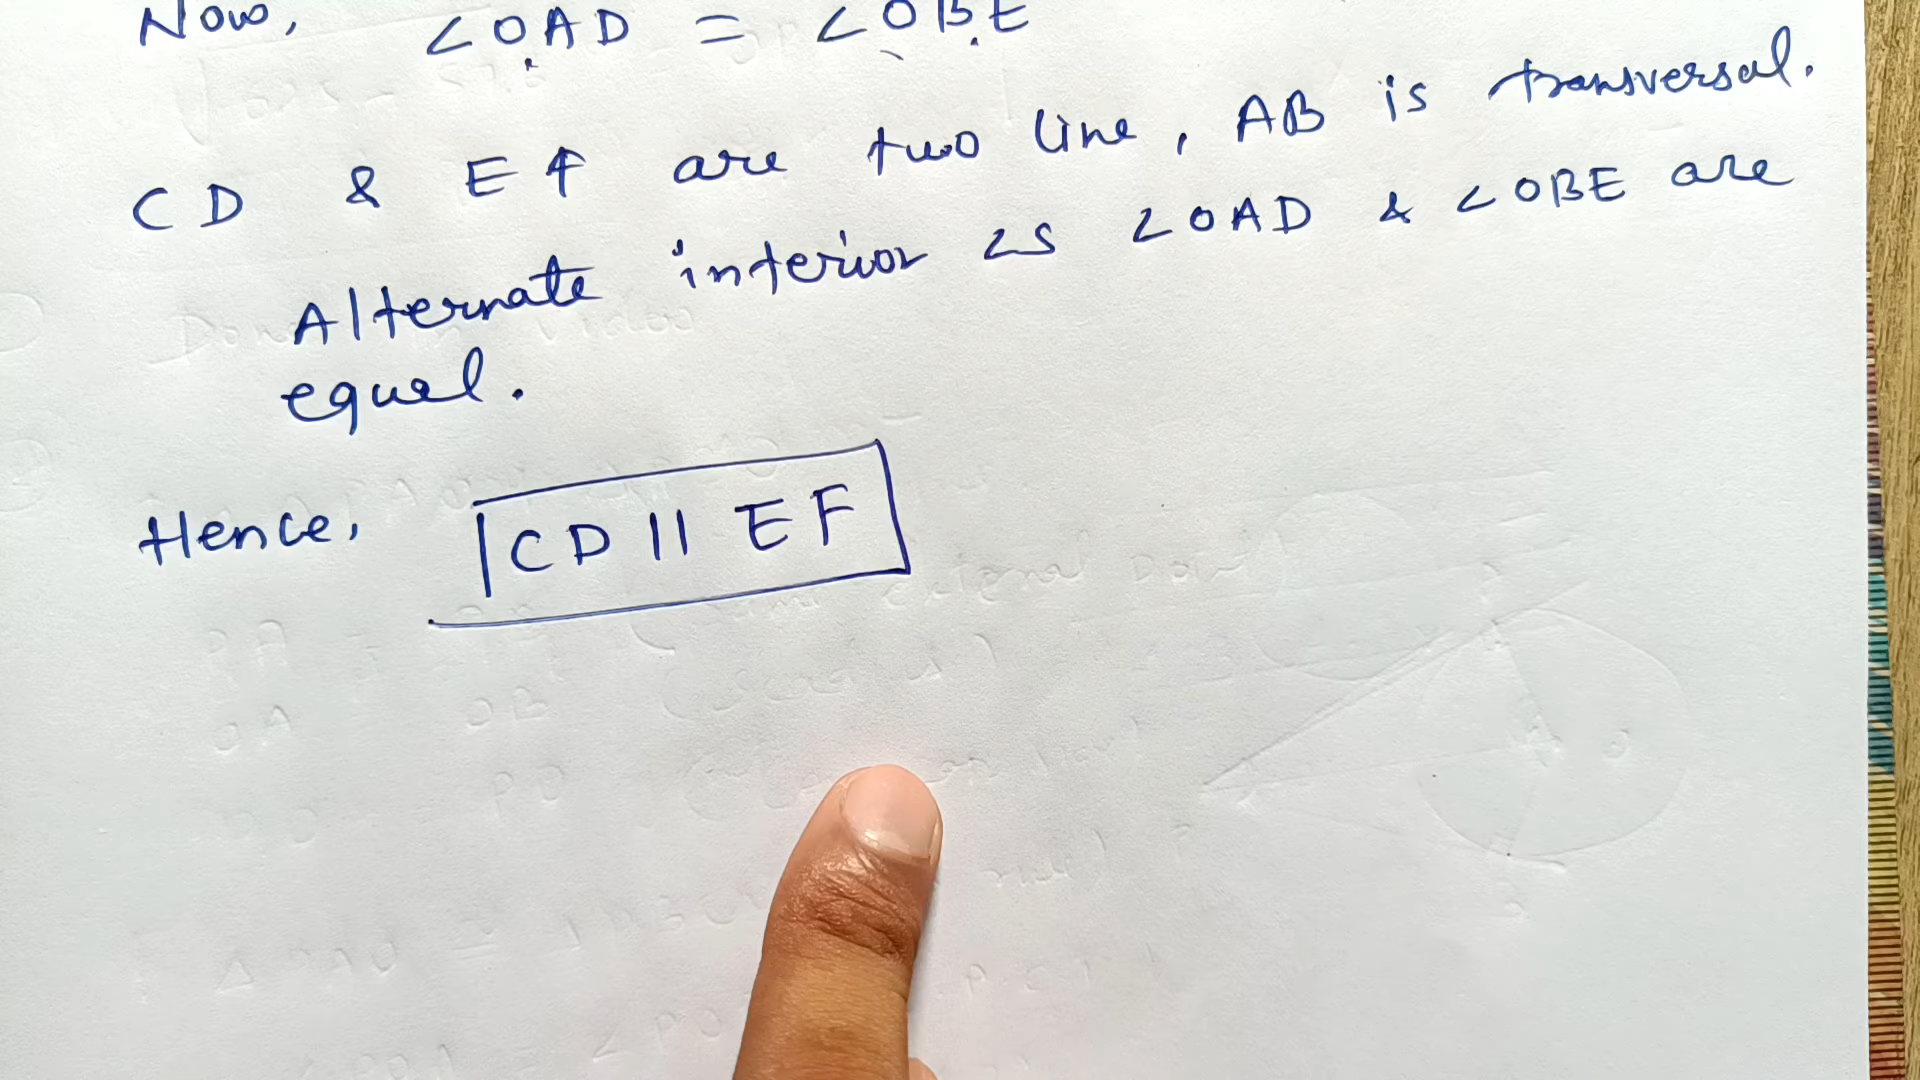 Now, ∠OAD = ∠OBE
CD & EF are two line, AB is transversal.
Alternate interior ∠s ∠OAD & ∠OBE are
equal.
Hence, CD || EF